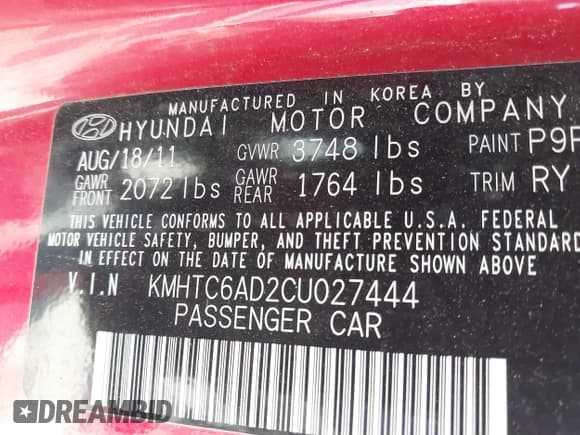 MANUFACTURED IN KOREA BY
HYUNDAI MOTOR COMPANY
AUG/18/11 GVWR 3748 lbs PAINT P9R
GAWR FRONT 2072 lbs GAWR REAR 1764 lbs TRIM RY
THIS VEHICLE CONFORMS TO ALL APPLICABLE U.S.A. FEDERAL
MOTOR VEHICLE SAFETY, BUMPER, AND THEFT PREVENTION STANDARD
IN EFFECT ON THE DATE OF MANUFACTURE SHOWN ABOVE
V.I.N KMHTC6AD2CU027444
PASSENGER CAR
DREAMBID